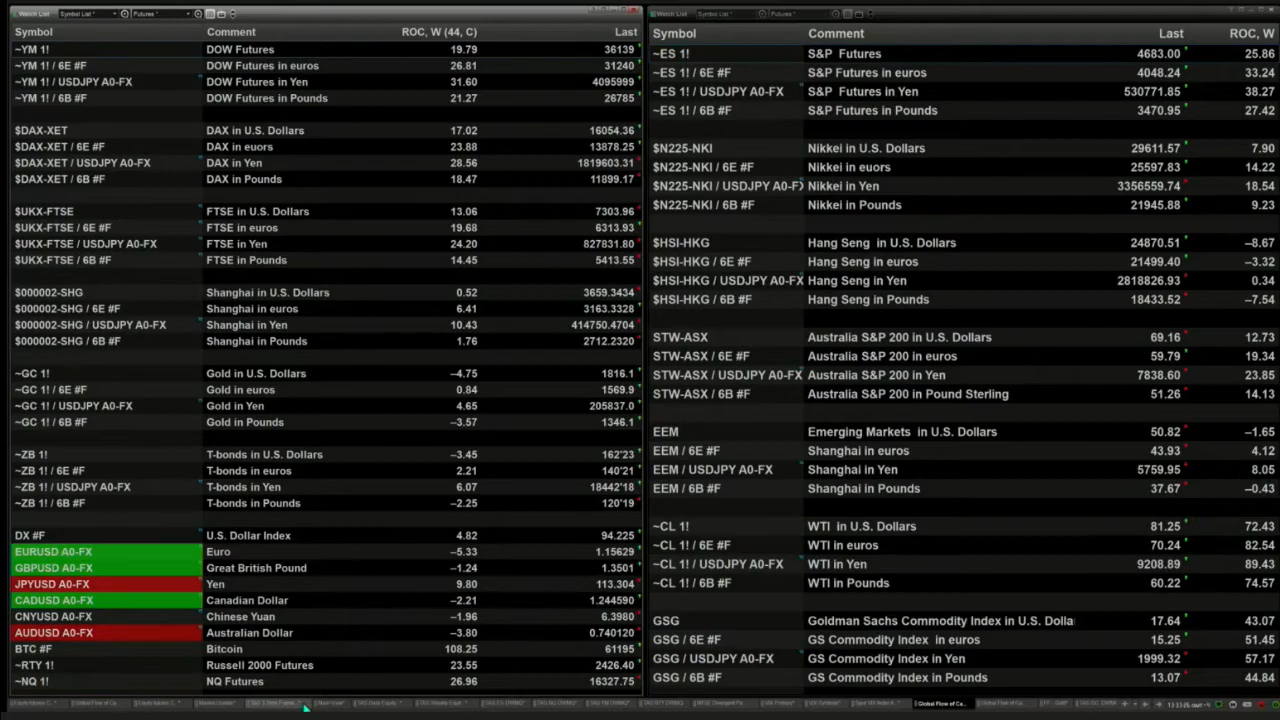 Watch List Symbol List * Futures *
Symbol Comment ROC, W (44, C) Last
~YM 1! DOW Futures 19.79 36139
~YM 1! / 6E #F DOW Futures in euros 26.81 31240
~YM 1! / USDJPY A0-FX DOW Futures in Yen 31.60 4095999
~YM 1! / 6B #F DOW Futures in Pounds 21.27 26785
$DAX-XET DAX in U.S. Dollars 17.02 16054.36
$DAX-XET / 6E #F DAX in euors 23.88 13878.25
$DAX-XET / USDJPY A0-FX DAX in Yen 28.56 1819603.31
$DAX-XET / 6B #F DAX in Pounds 18.47 11899.17
$UKX-FTSE FTSE in U.S. Dollars 13.06 7303.96
$UKX-FTSE / 6E #F FTSE in euros 19.68 6313.93
$UKX-FTSE / USDJPY A0-FX FTSE in Yen 24.20 827831.80
$UKX-FTSE / 6B #F FTSE in Pounds 14.45 5413.55
$000002-SHG Shanghai in U.S. Dollars 0.52 3659.3434
$000002-SHG / 6E #F Shanghai in euros 6.41 3163.3328
$000002-SHG / USDJPY A0-FX Shanghai in Yen 10.43 414750.4704
$000002-SHG / 6B #F Shanghai in Pounds 1.76 2712.2320
~GC 1! Gold in U.S. Dollars –4.75 1816.1
~GC 1! / 6E #F Gold in euros 0.84 1569.9
~GC 1! / USDJPY A0-FX Gold in Yen 4.65 205837.0
~GC 1! / 6B #F Gold in Pounds –3.57 1346.1
~ZB 1! T-bonds in U.S. Dollars –3.45 162'23
~ZB 1! / 6E #F T-bonds in euros 2.21 140'21
~ZB 1! / USDJPY A0-FX T-bonds in Yen 6.07 18442'18
~ZB 1! / 6B #F T-bonds in Pounds –2.25 120'19
DX #F U.S. Dollar Index 4.82 94.225
EURUSD A0-FX Euro –5.33 1.15629
GBPUSD A0-FX Great British Pound –1.24 1.3501
JPYUSD A0-FX Yen 9.80 113.304
CADUSD A0-FX Canadian Dollar –2.21 1.244590
CNYUSD A0-FX Chinese Yuan –1.96 6.3980
AUDUSD A0-FX Australian Dollar –3.80 0.740120
BTC #F Bitcoin 108.25 61195
~RTY 1! Russell 2000 Futures 23.55 2426.40
~NQ 1! NQ Futures 26.96 16327.75
Watch List Symbol List * Futures *
Symbol Comment Last ROC, W
~ES 1! S&P Futures 4683.00 25.86
~ES 1! / 6E #F S&P Futures in euros 4048.24 33.24
~ES 1! / USDJPY A0-FX S&P Futures in Yen 530771.85 38.27
~ES 1! / 6B #F S&P Futures in Pounds 3470.95 27.42
$N225-NKI Nikkei in U.S. Dollars 29611.57 7.90
$N225-NKI / 6E #F Nikkei in euors 25597.83 14.22
$N225-NKI / USDJPY A0-FX Nikkei in Yen 3356559.74 18.54
$N225-NKI / 6B #F Nikkei in Pounds 21945.88 9.23
$HSI-HKG Hang Seng in U.S. Dollars 24870.51 –8.67
$HSI-HKG / 6E #F Hang Seng in euros 21499.40 –3.32
$HSI-HKG / USDJPY A0-FX Hang Seng in Yen 2818826.93 0.34
$HSI-HKG / 6B #F Hang Seng in Pounds 18433.52 –7.54
STW-ASX Australia S&P 200 in U.S. Dollars 69.16 12.73
STW-ASX / 6E #F Australia S&P 200 in euros 59.79 19.34
STW-ASX / USDJPY A0-FX Australia S&P 200 in Yen 7838.60 23.85
STW-ASX / 6B #F Australia S&P 200 in Pound Sterling 51.26 14.13
EEM Emerging Markets in U.S. Dollars 50.82 –1.65
EEM / 6E #F Shanghai in euros 43.93 4.12
EEM / USDJPY A0-FX Shanghai in Yen 5759.95 8.05
EEM / 6B #F Shanghai in Pounds 37.67 –0.43
~CL 1! WTI in U.S. Dollars 81.25 72.43
~CL 1! / 6E #F WTI in euros 70.24 82.54
~CL 1! / USDJPY A0-FX WTI in Yen 9208.89 89.43
~CL 1! / 6B #F WTI in Pounds 60.22 74.57
GSG Goldman Sachs Commodity Index in U.S. Dolla 17.64 43.07
GSG / 6E #F GS Commodity Index in euros 15.25 51.45
GSG / USDJPY A0-FX GS Commodity Index in Yen 1999.32 57.17
GSG / 6B #F GS Commodity Index in Pounds 13.07 44.84
Global Flow of Ca...